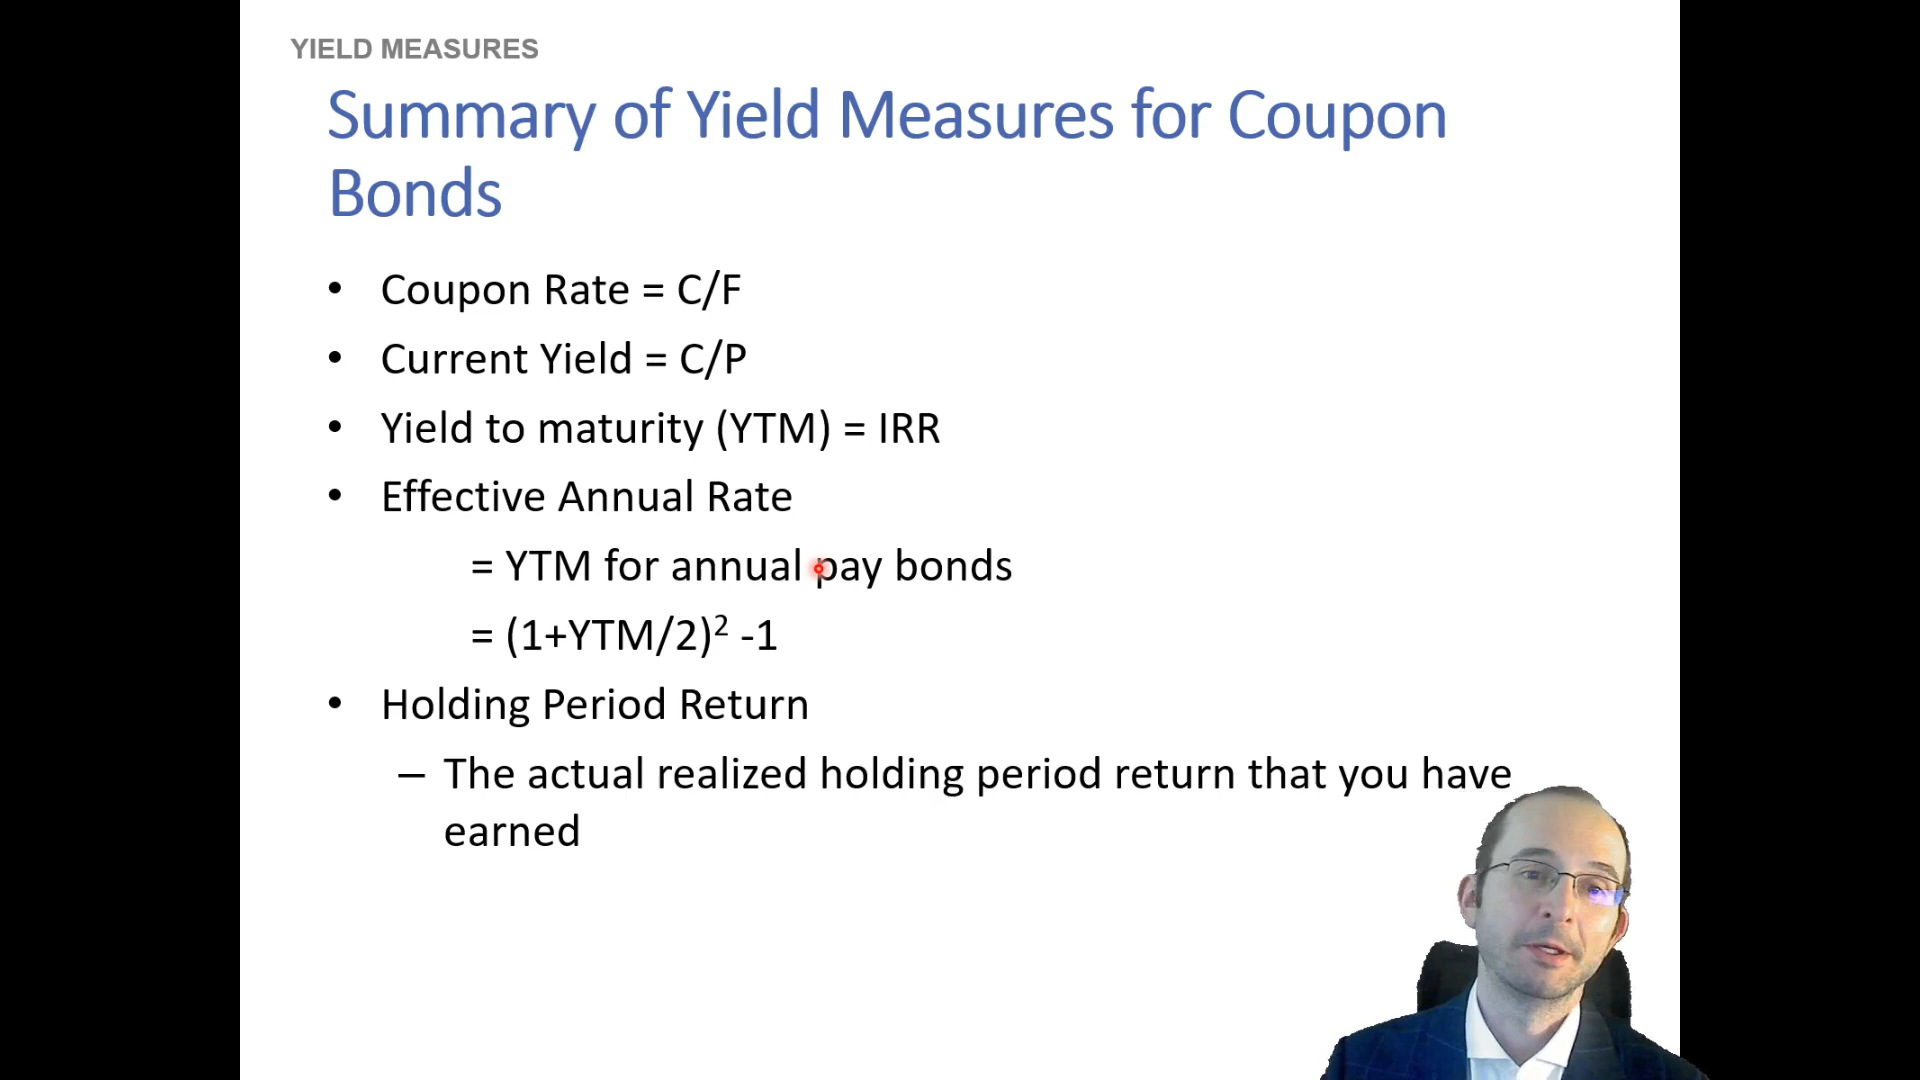 YIELD MEASURES
Summary of Yield Measures for Coupon
Bonds
• Coupon Rate = C/F
• Current Yield = C/P
• Yield to maturity (YTM) = IRR
• Effective Annual Rate
= YTM for annual pay bonds
= (1+YTM/2)² -1
• Holding Period Return
– The actual realized holding period return that you have
earned